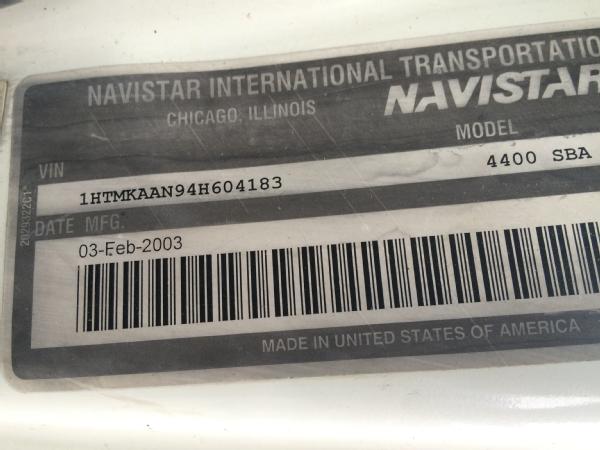 NAVISTAR INTERNATIONAL TRANSPORTATIO
CHICAGO, ILLINOIS
NAVISTAR
MODEL
VIN
1HTMKAAN94H604183
4400 SBA
DATE MFG.
03-Feb-2003
MADE IN UNITED STATES OF AMERICA
2029322C1